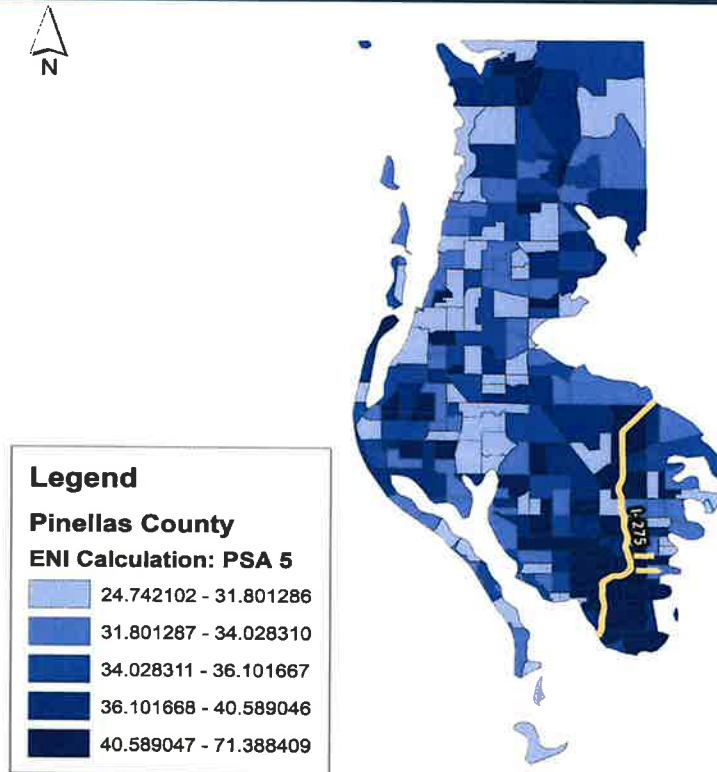 N
I-275
Legend
Pinellas County
ENI Calculation: PSA 5
24.742102 - 31.801286
31.801287 - 34.028310
34.028311 - 36.101667
36.101668 - 40.589046
40.589047 - 71.388409